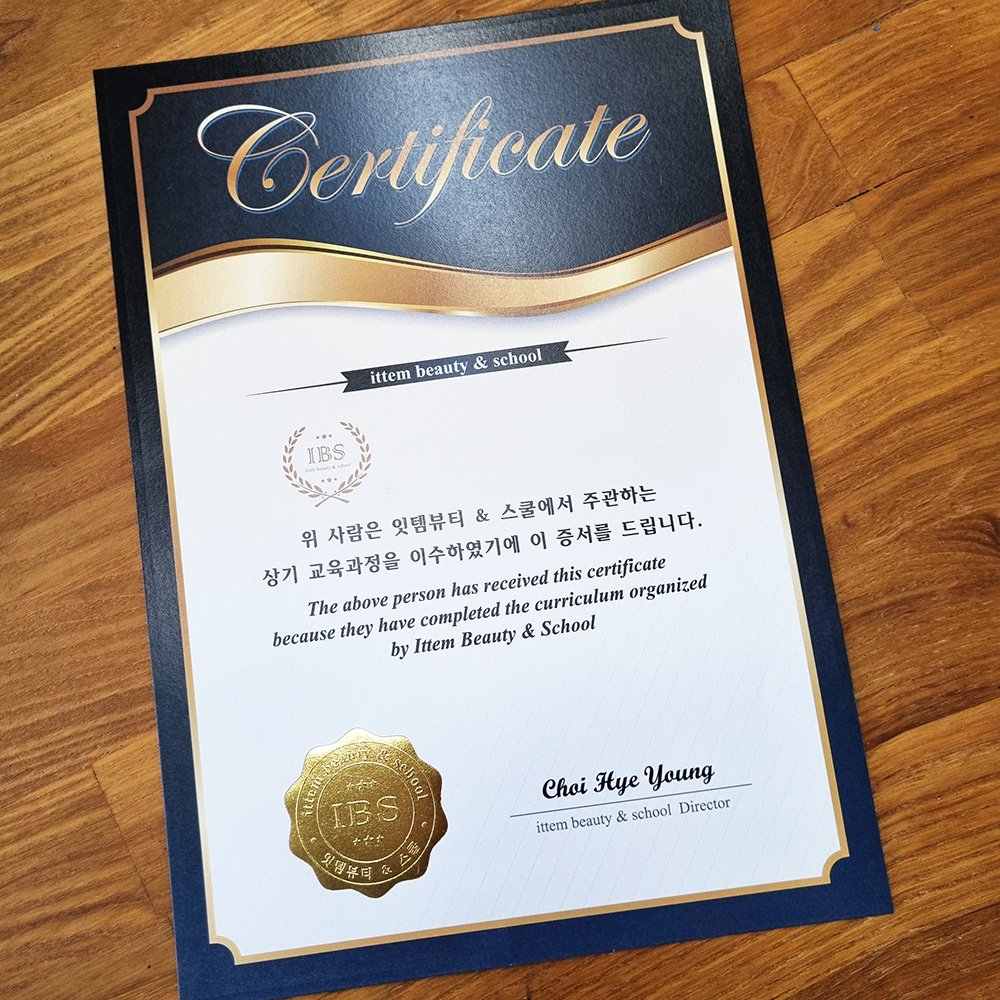 Certificate
ittem beauty & school
IBS
ittem beauty & school
위 사람은 잇템뷰티 & 스쿨에서 주관하는
상기 교육과정을 이수하였기에 이 증서를 드립니다.
The above person has received this certificate
because they have completed the curriculum organized
by Ittem Beauty & School
ittem beauty & school
IBS
잇템뷰티 & 스쿨
Choi Hye Young
ittem beauty & school Director